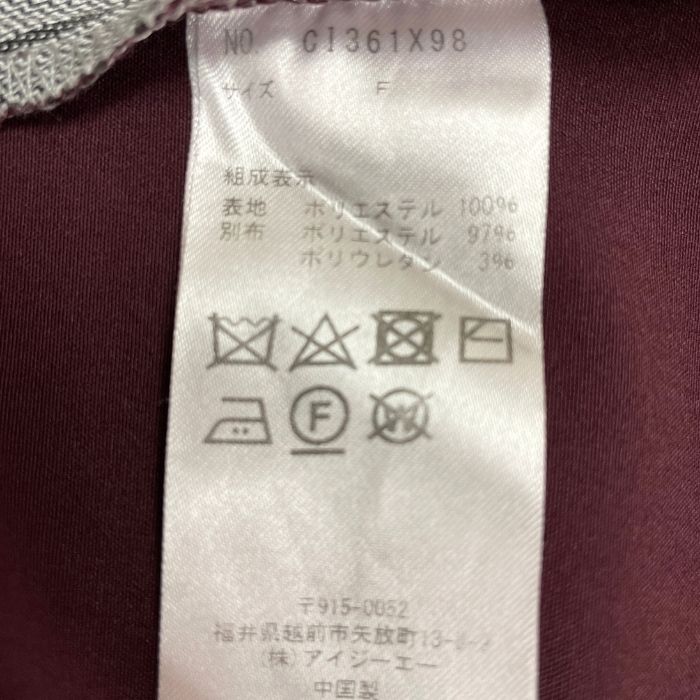 NO. CI361X98
サイズ F
組成表示
表地 ポリエステル 100%
別布 ポリエステル 97%
ポリウレタン 3%
F
W
〒915-0052
福井県越前市矢放町13-8-2
(株)アイジーエー
中国製